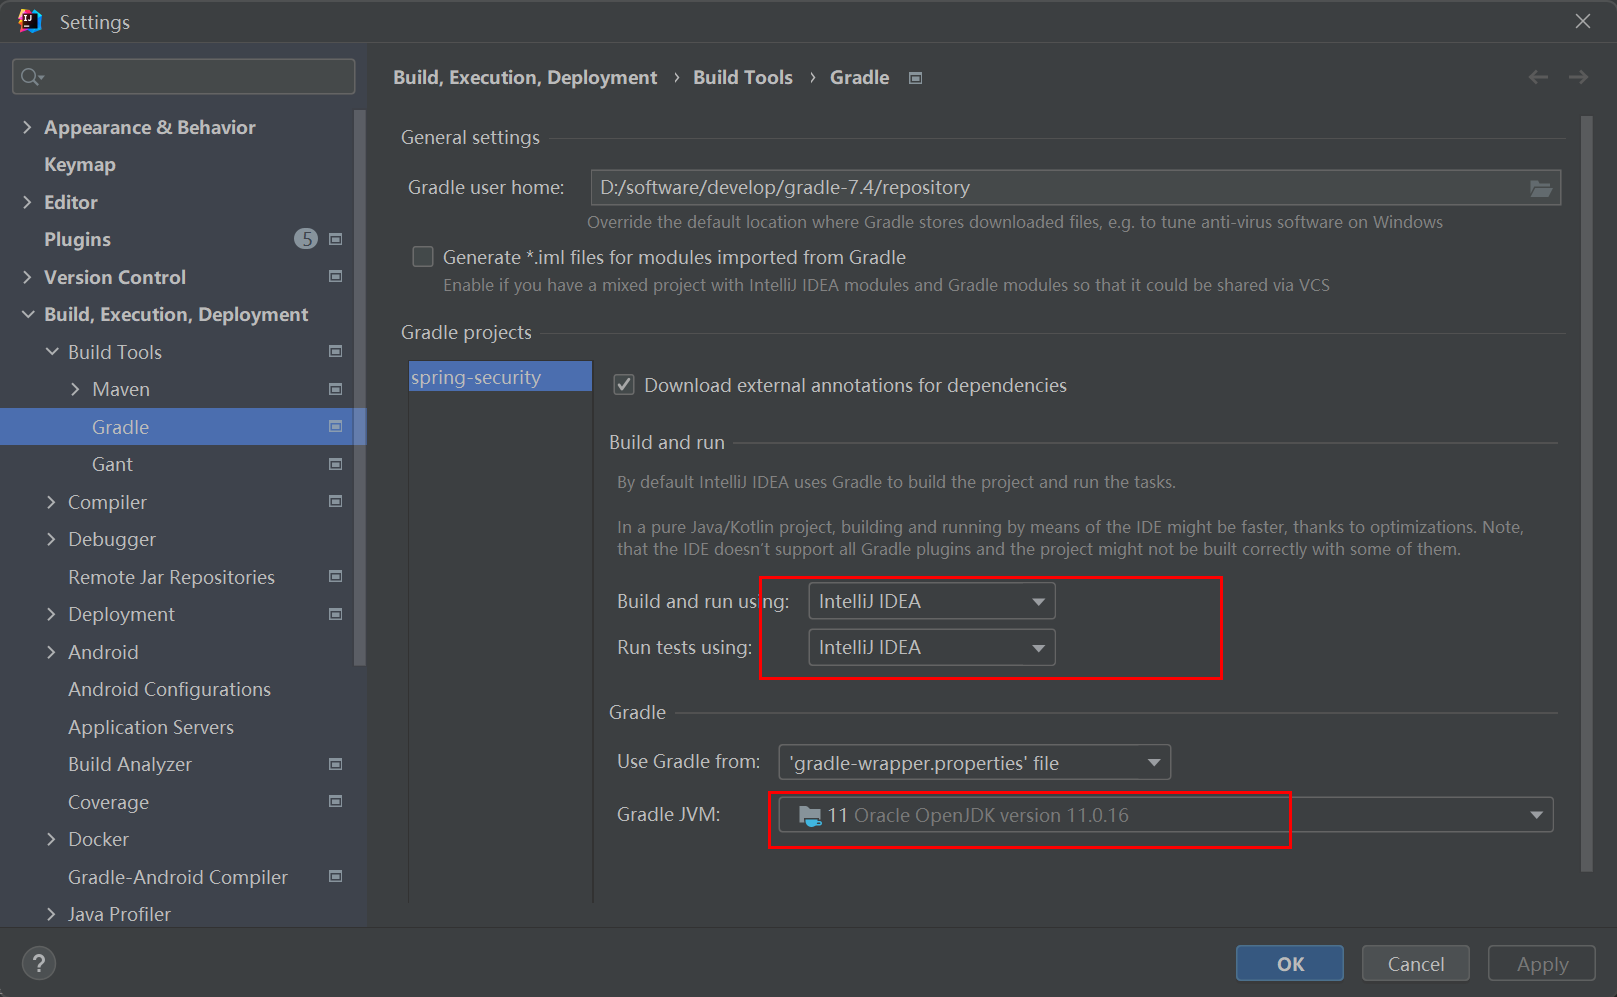 Settings
Build, Execution, Deployment › Build Tools › Gradle
Appearance & Behavior
Keymap
Editor
Plugins 5
Version Control
Build, Execution, Deployment
Build Tools
Maven
Gradle
Gant
Compiler
Debugger
Remote Jar Repositories
Deployment
Android
Android Configurations
Application Servers
Build Analyzer
Coverage
Docker
Gradle-Android Compiler
Java Profiler
General settings
Gradle user home: D:/software/develop/gradle-7.4/repository
Override the default location where Gradle stores downloaded files, e.g. to tune anti-virus software on Windows
Generate *.iml files for modules imported from Gradle
Enable if you have a mixed project with IntelliJ IDEA modules and Gradle modules so that it could be shared via VCS
Gradle projects
spring-security
Download external annotations for dependencies
Build and run
By default IntelliJ IDEA uses Gradle to build the project and run the tasks.
In a pure Java/Kotlin project, building and running by means of the IDE might be faster, thanks to optimizations. Note,
that the IDE doesn't support all Gradle plugins and the project might not be built correctly with some of them.
Build and run using: IntelliJ IDEA
Run tests using: IntelliJ IDEA
Gradle
Use Gradle from: 'gradle-wrapper.properties' file
Gradle JVM: 11 Oracle OpenJDK version 11.0.16
?
OK
Cancel
Apply